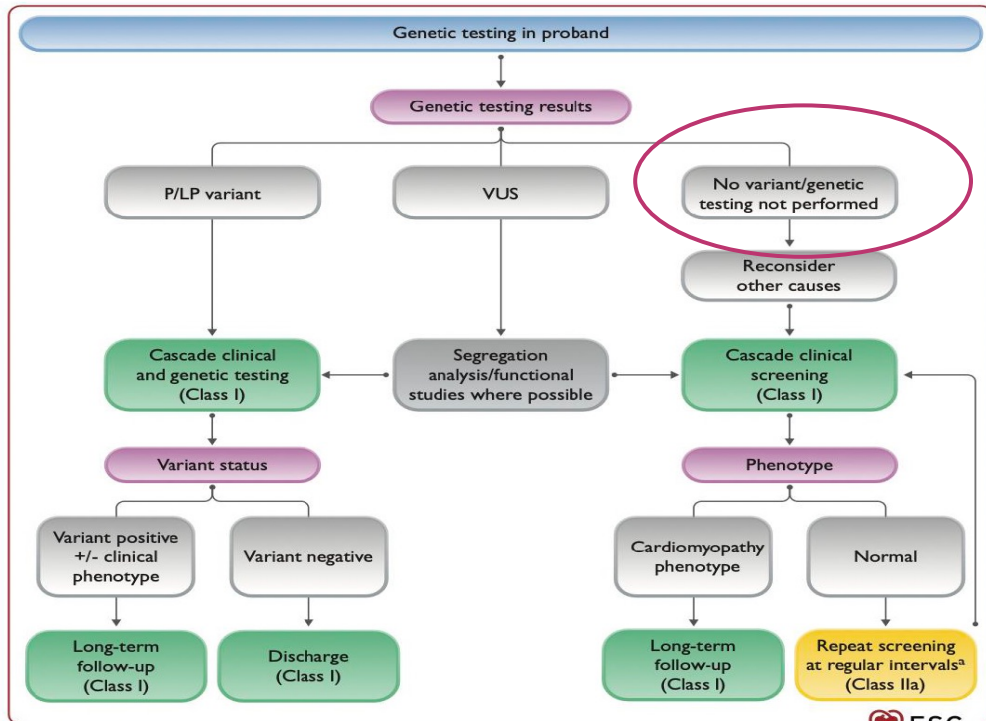 Genetic testing in proband
Genetic testing results
P/LP variant
VUS
No variant/genetic
testing not performed
Reconsider
other causes
Cascade clinical
and genetic testing
(Class I)
Segregation
analysis/functional
studies where possible
Cascade clinical
screening
(Class I)
Variant status
Phenotype
Variant positive
+/- clinical
phenotype
Variant negative
Cardiomyopathy
phenotype
Normal
Long-term
follow-up
(Class I)
Discharge
(Class I)
Long-term
follow-up
(Class I)
Repeat screening
at regular intervalsᵃ
(Class IIa)
ESC